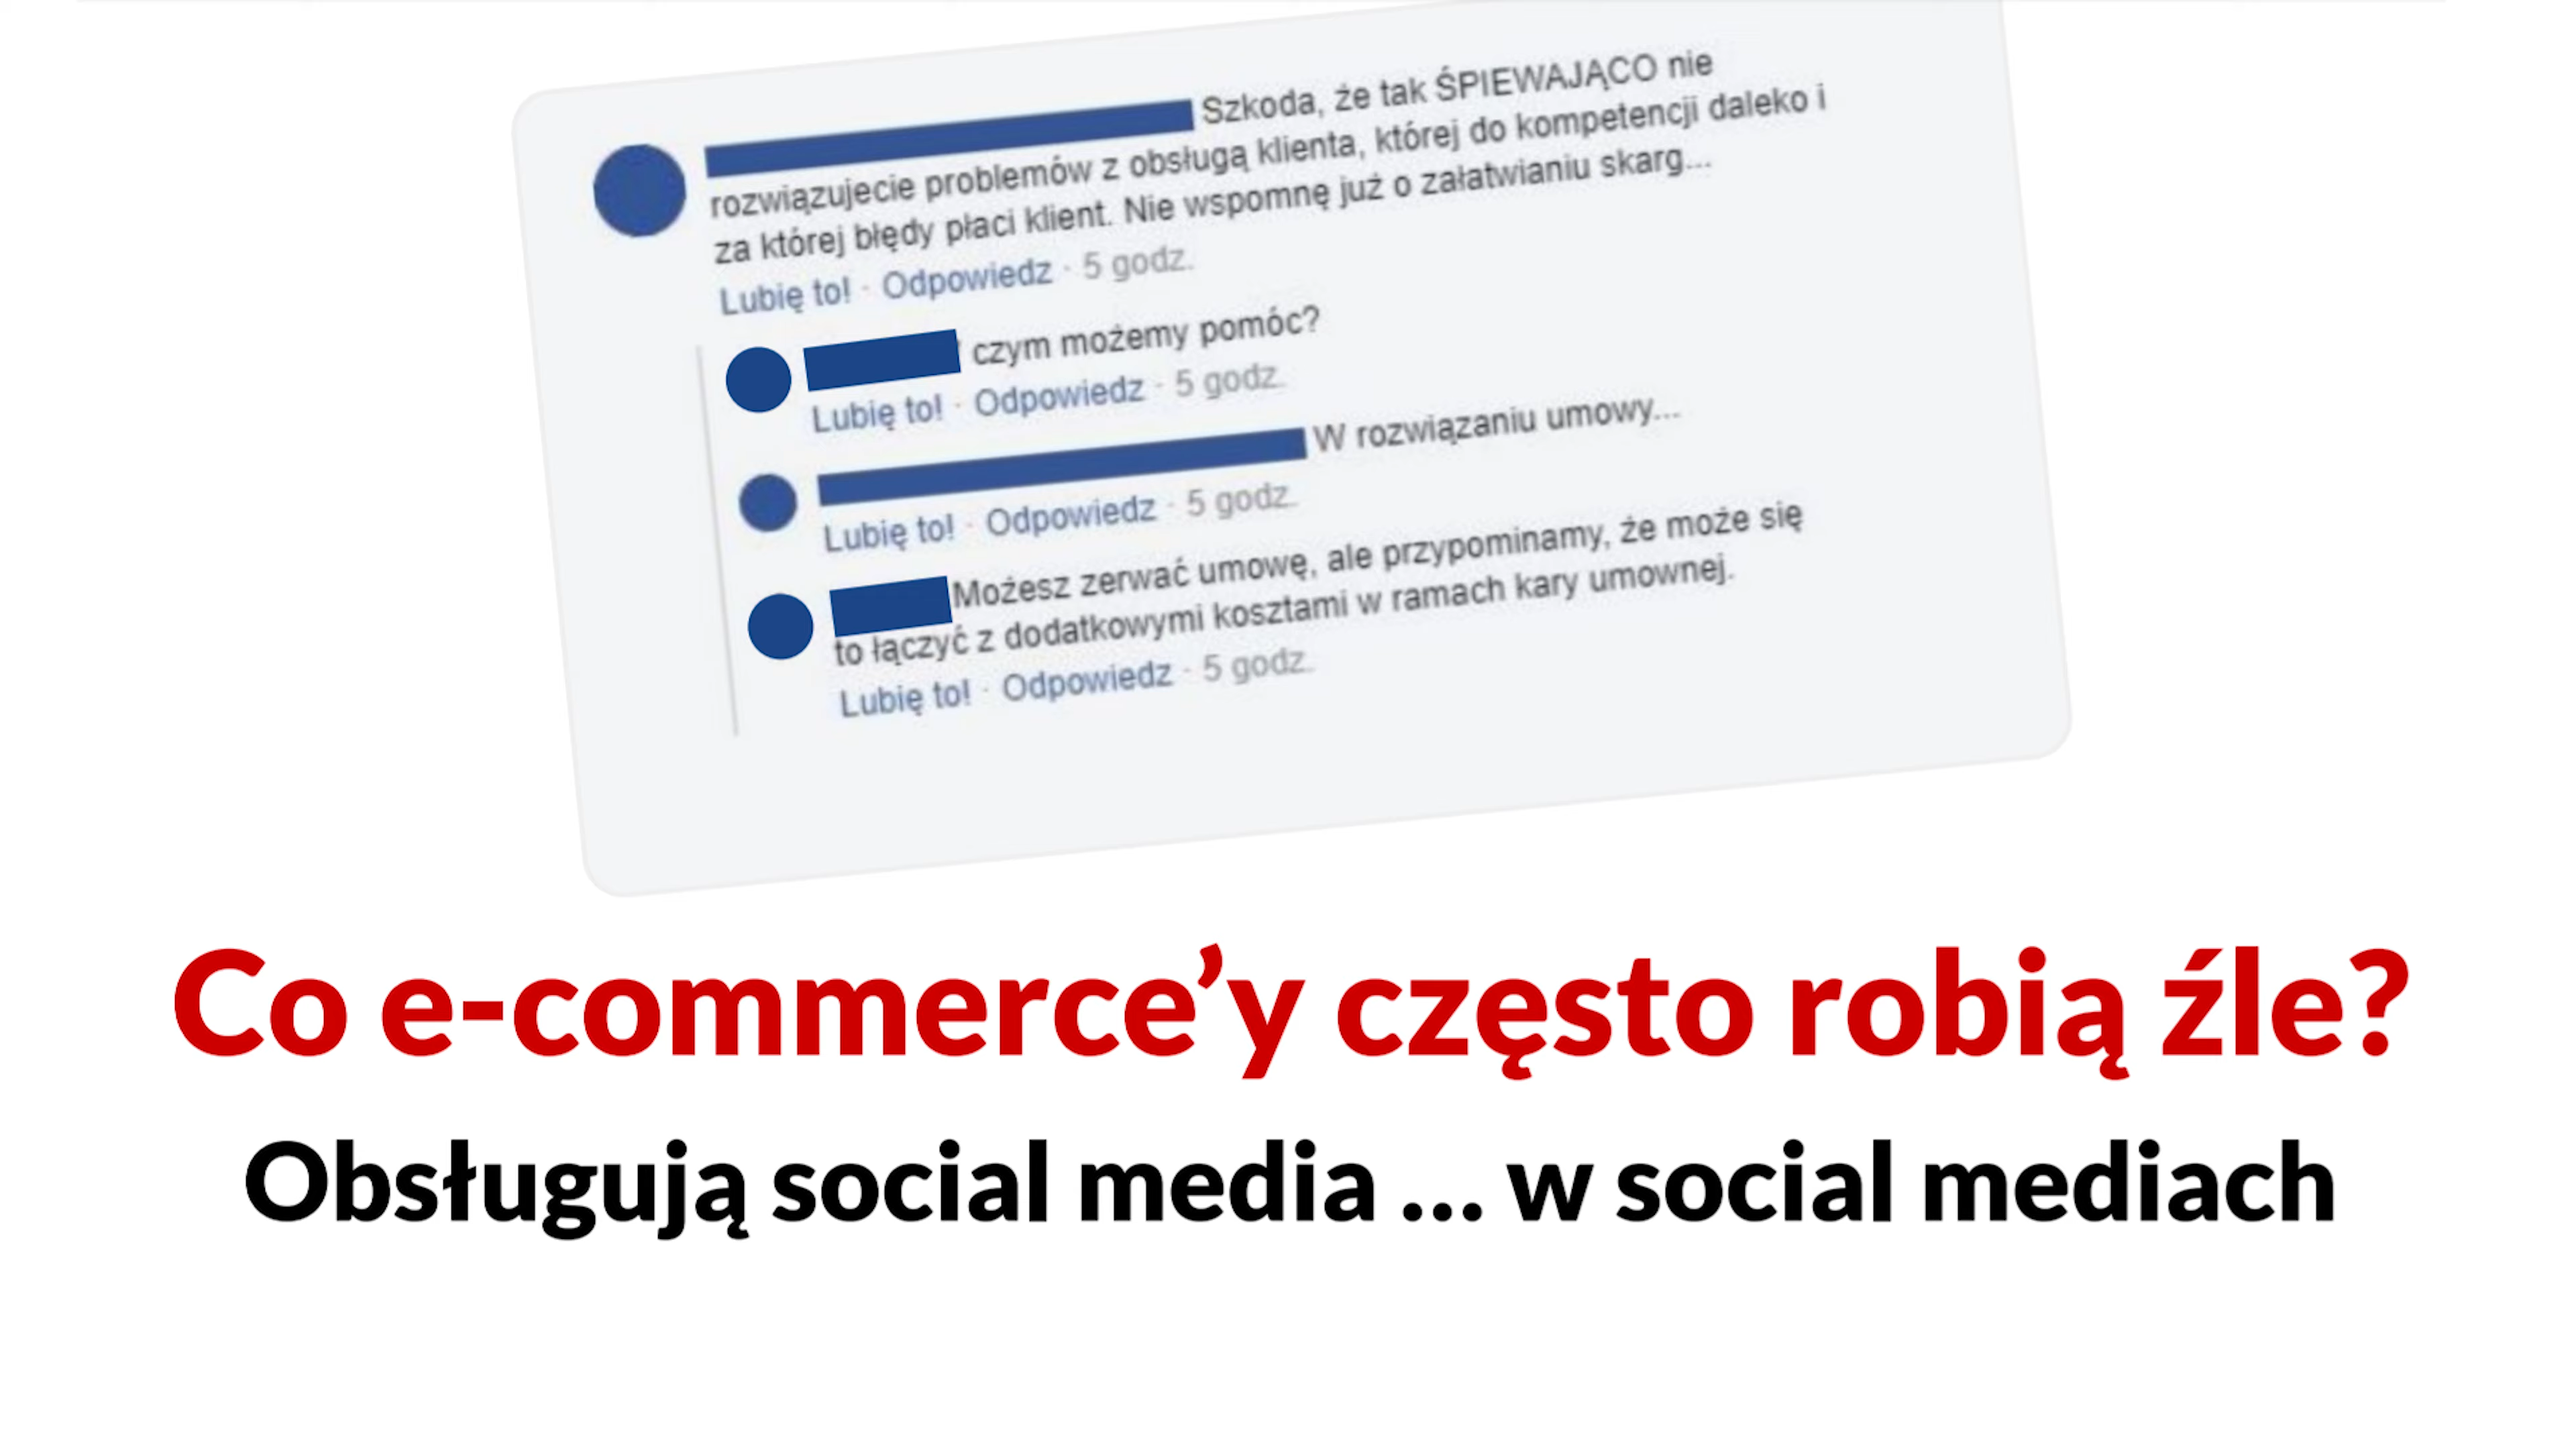 Szkoda, że tak ŚPIEWAJĄCO nie
rozwiązujecie problemów z obsługą klienta, której do kompetencji daleko i
za której błędy płaci klient. Nie wspomnę już o załatwianiu skarg...
Lubię to! · Odpowiedz · 5 godz.
czym możemy pomóc?
Lubię to! · Odpowiedz · 5 godz.
W rozwiązaniu umowy...
Lubię to! · Odpowiedz · 5 godz.
Możesz zerwać umowę, ale przypominamy, że może się
to łączyć z dodatkowymi kosztami w ramach kary umownej.
Lubię to! · Odpowiedz · 5 godz.
Co e-commerce’y często robią źle?
Obsługują social media ... w social mediach